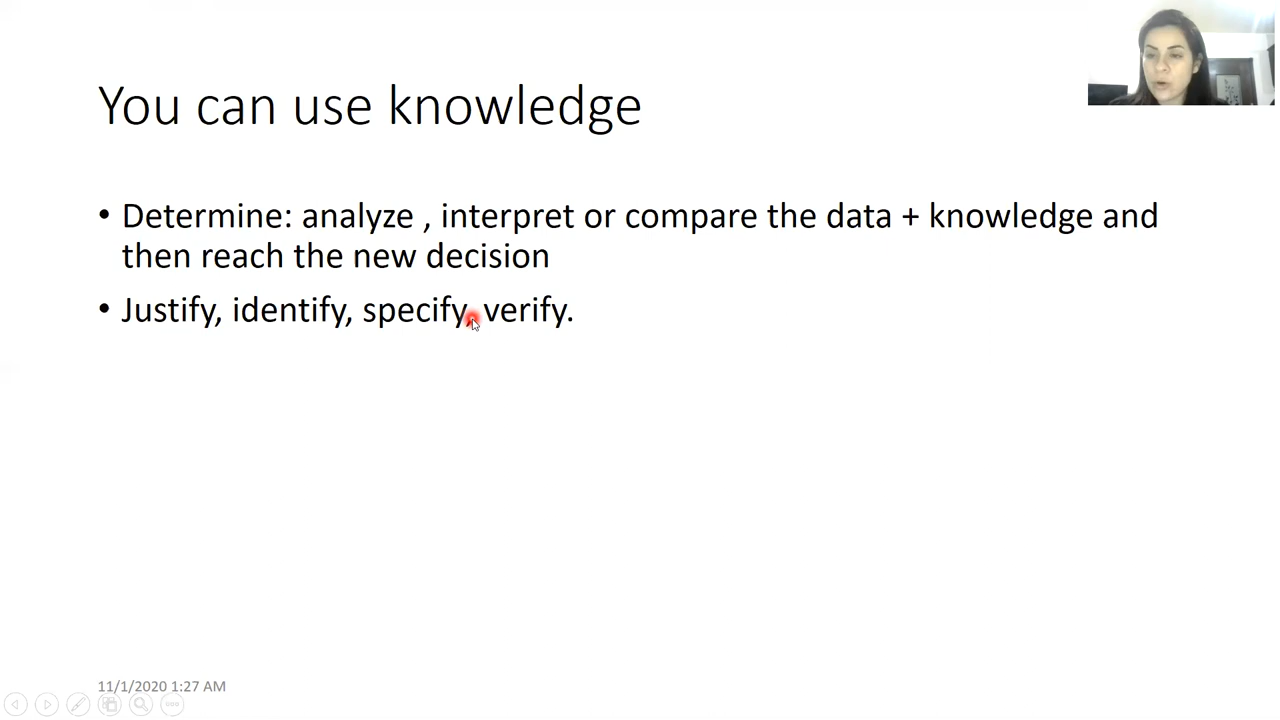 You can use knowledge
• Determine: analyze , interpret or compare the data + knowledge and
then reach the new decision
• Justify, identify, specify, verify.
11/1/2020 1:27 AM